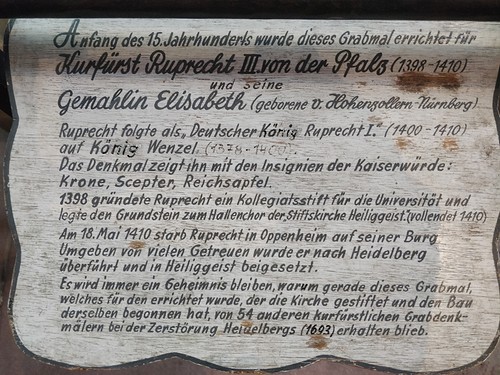 Anfang des 15. Jahrhunderts wurde dieses Grabmal errichtet für
Kurfürst Ruprecht III. von der Pfalz (1398-1410)
und seine
Gemahlin Elisabeth (geborene v. Hohenzollern-Nürnberg).
Ruprecht folgte als „Deutscher König Ruprecht I." (1400-1410)
auf König Wenzel. (1378-1400).
Das Denkmal zeigt ihn mit den Insignien der Kaiserwürde:
Krone, Scepter, Reichsapfel.
1398 gründete Ruprecht ein Kollegiatsstift für die Universität und
legte den Grundstein zum Hallenchor der „Stiftskirche Heiliggeist". (vollendet 1410)
Am 18. Mai 1410 starb Ruprecht in Oppenheim auf seiner Burg.
Umgeben von vielen Getreuen wurde er nach Heidelberg
überführt und in Heiliggeist beigesetzt.
Es wird immer ein Geheimnis bleiben, warum gerade dieses Grabmal,
welches für den errichtet wurde, der die Kirche gestiftet und den Bau
derselben begonnen hat, von 54 anderen kurfürstlichen Grabdenk-
mälern bei der Zerstörung Heidelbergs (1693) erhalten blieb.